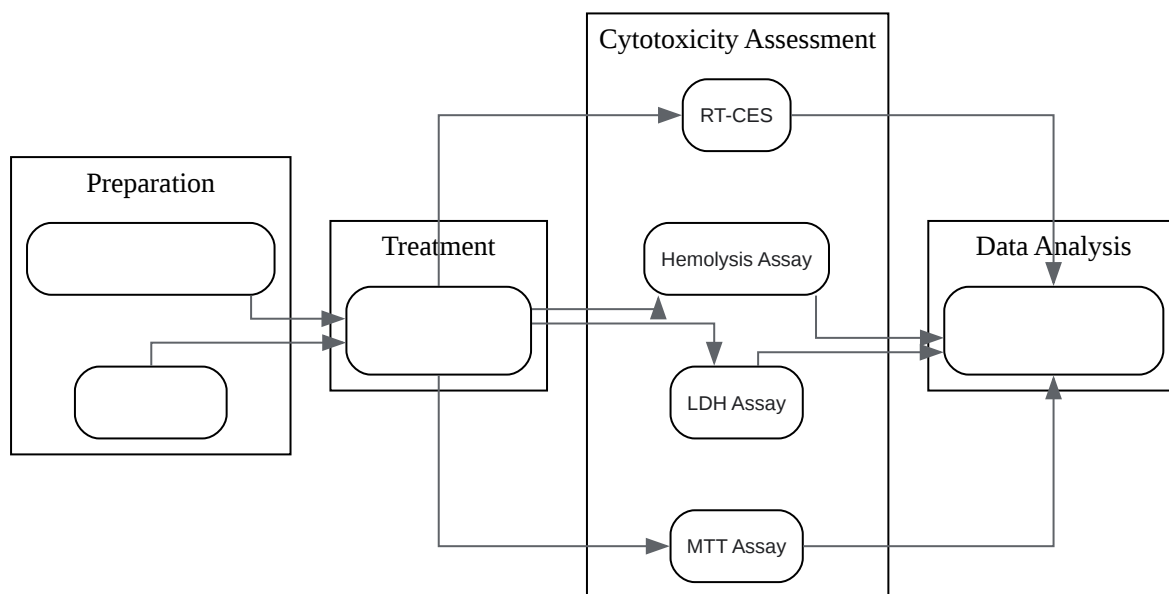 Preparation
Treatment
Cytotoxicity Assessment
RT-CES
Hemolysis Assay
LDH Assay
MTT Assay
Data Analysis